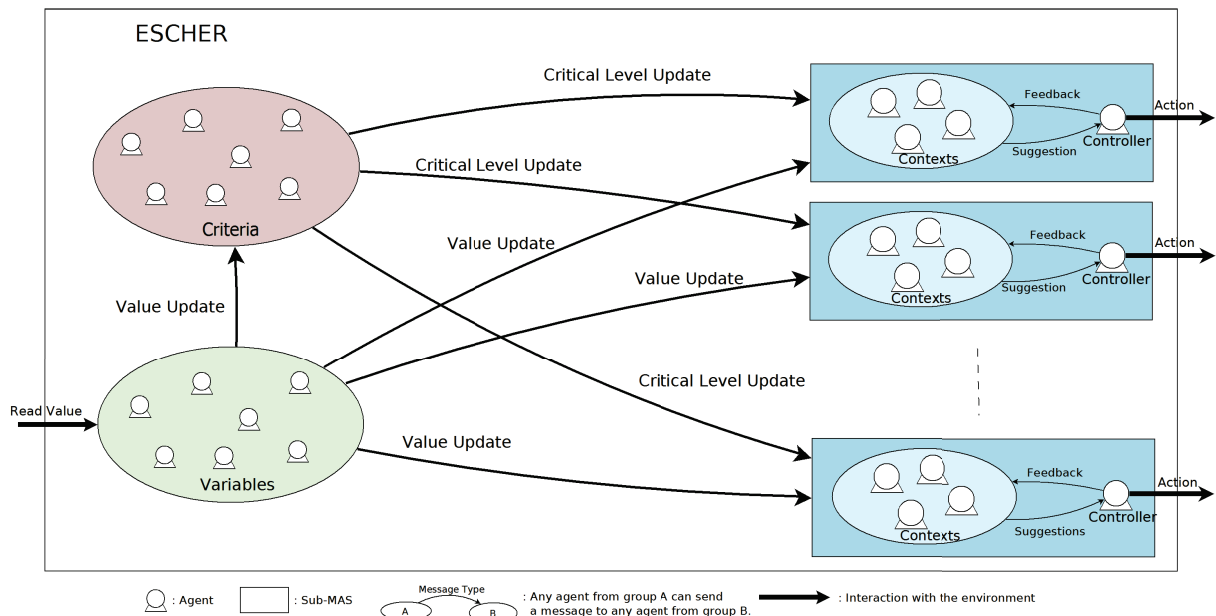 ESCHER
Critical Level Update
Feedback
Action
Controller
Suggestion
Contexts
Critical Level Update
Criteria
Value Update
Feedback
Action
Controller
Suggestion
Contexts
Value Update
Value Update
Critical Level Update
Read Value
Value Update
Variables
Feedback
Action
Controller
Suggestions
Contexts
: Agent
: Sub-MAS
Message Type
A
B
: Any agent from group A can send
a message to any agent from group B.
: Interaction with the environment